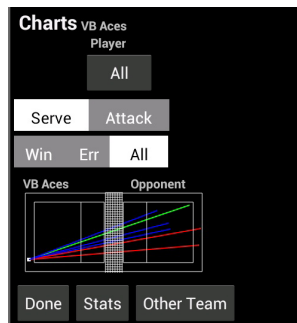 Charts VB Aces
Player
All
Serve Attack
Win Err All
VB Aces Opponent
Done Stats Other Team